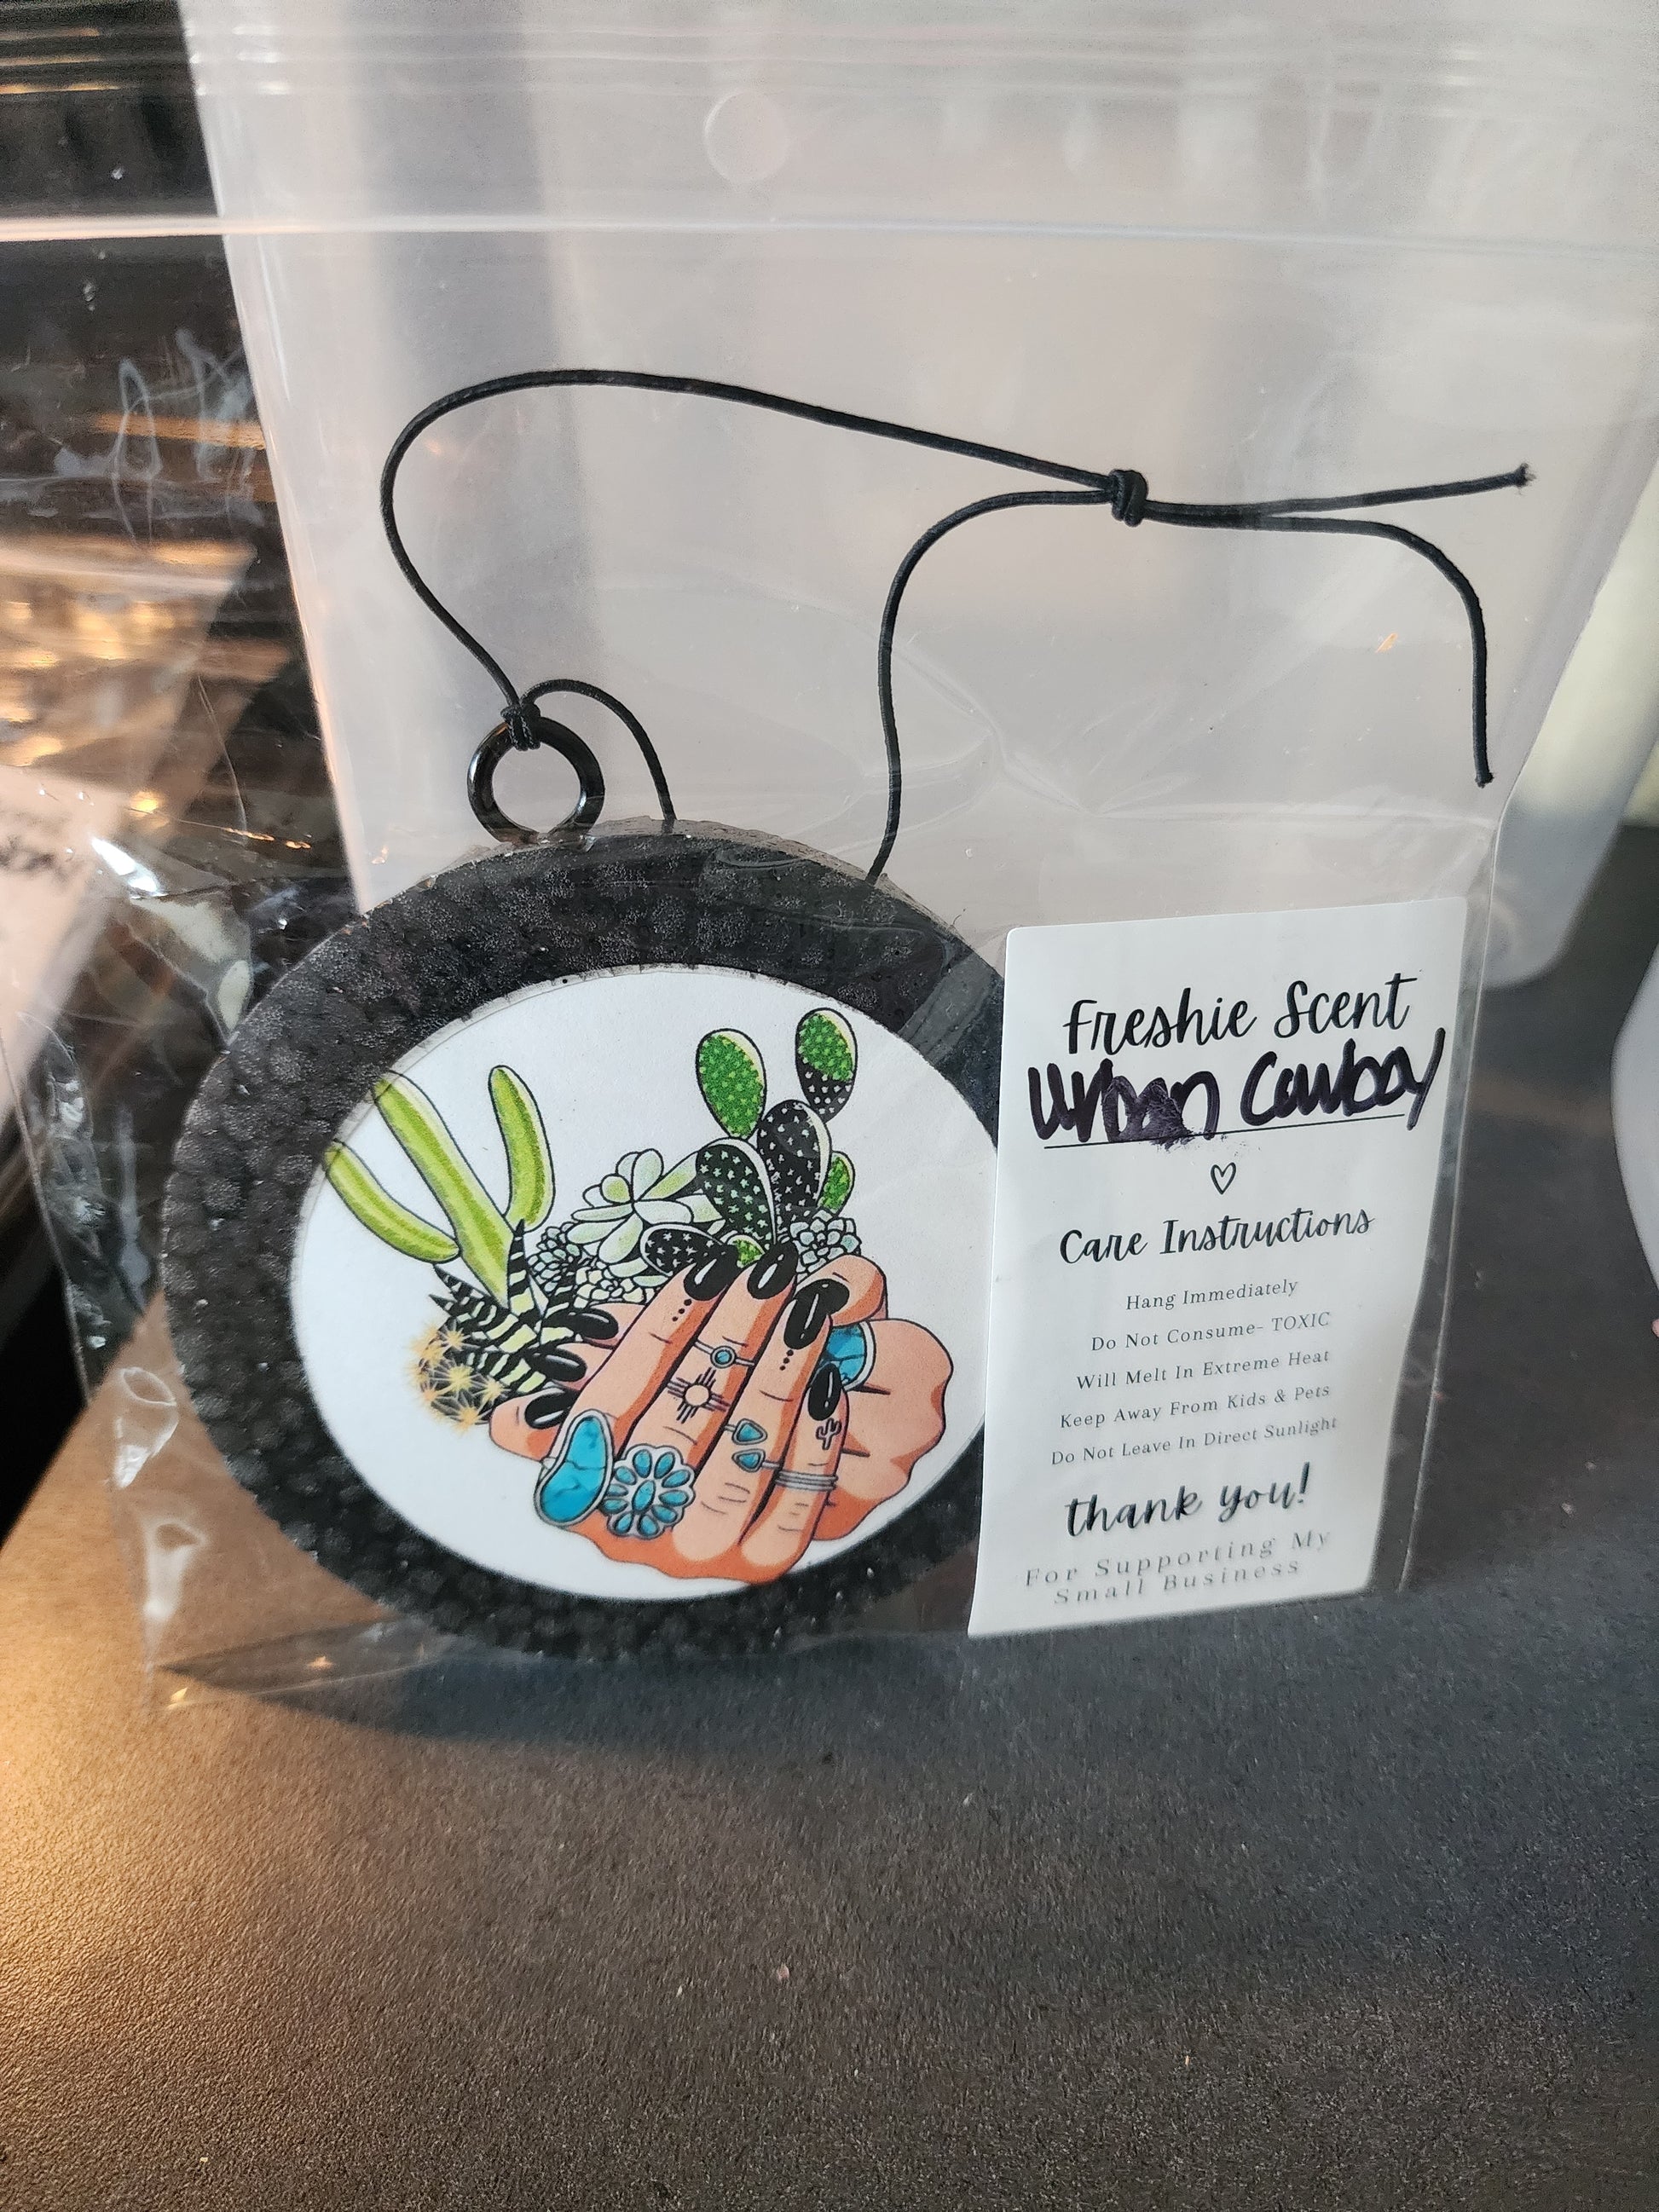 Freshie Scent
Urban Cowboy
Care Instructions
Hang Immediately
Do Not Consume- TOXIC
Will Melt In Extreme Heat
Keep Away From Kids & Pets
Do Not Leave In Direct Sunlight
thank you!
For Supporting My
Small Business